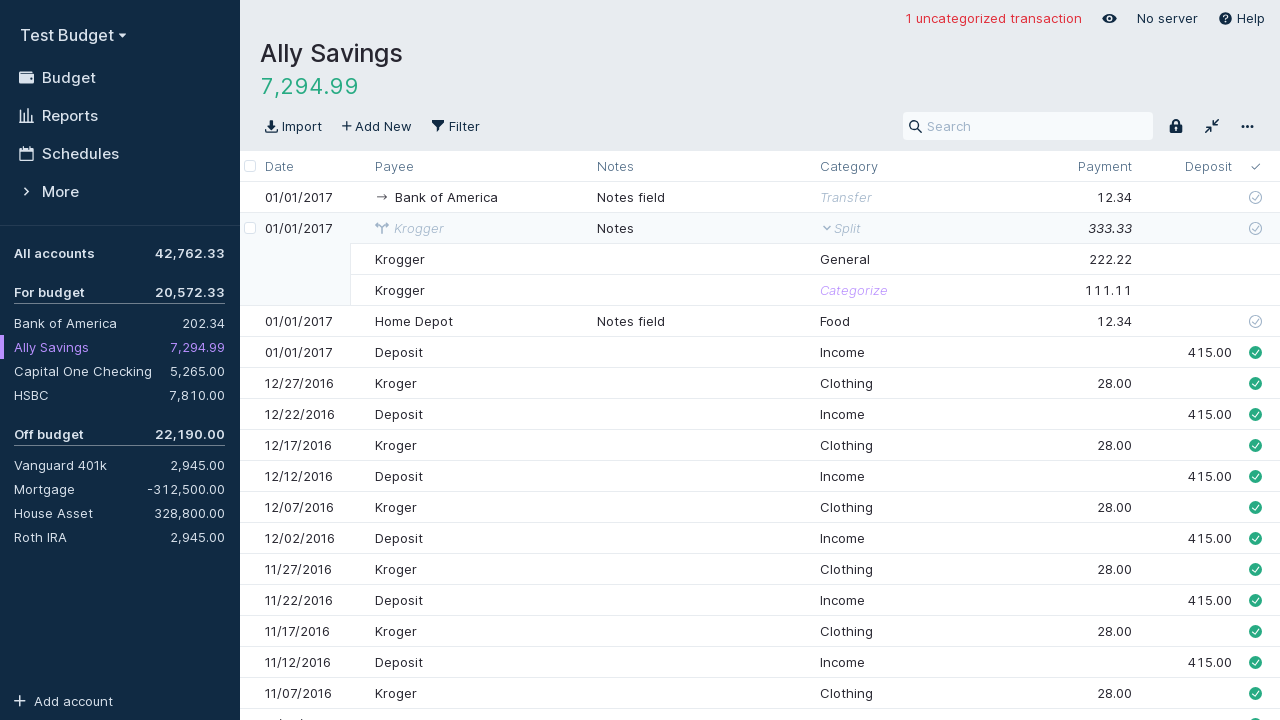 Test Budget
Budget
Reports
Schedules
More
All accounts 42,762.33
For budget 20,572.33
Bank of America 202.34
Ally Savings 7,294.99
Capital One Checking 5,265.00
HSBC 7,810.00
Off budget 22,190.00
Vanguard 401k 2,945.00
Mortgage -312,500.00
House Asset 328,800.00
Roth IRA 2,945.00
Add account
1 uncategorized transaction No server Help
Ally Savings
7,294.99
Import Add New Filter Search
Date Payee Notes Category Payment Deposit
01/01/2017 Bank of America Notes field Transfer 12.34
01/01/2017 Krogger Notes Split 333.33
Krogger General 222.22
Krogger Categorize 111.11
01/01/2017 Home Depot Notes field Food 12.34
01/01/2017 Deposit Income 415.00
12/27/2016 Kroger Clothing 28.00
12/22/2016 Deposit Income 415.00
12/17/2016 Kroger Clothing 28.00
12/12/2016 Deposit Income 415.00
12/07/2016 Kroger Clothing 28.00
12/02/2016 Deposit Income 415.00
11/27/2016 Kroger Clothing 28.00
11/22/2016 Deposit Income 415.00
11/17/2016 Kroger Clothing 28.00
11/12/2016 Deposit Income 415.00
11/07/2016 Kroger Clothing 28.00